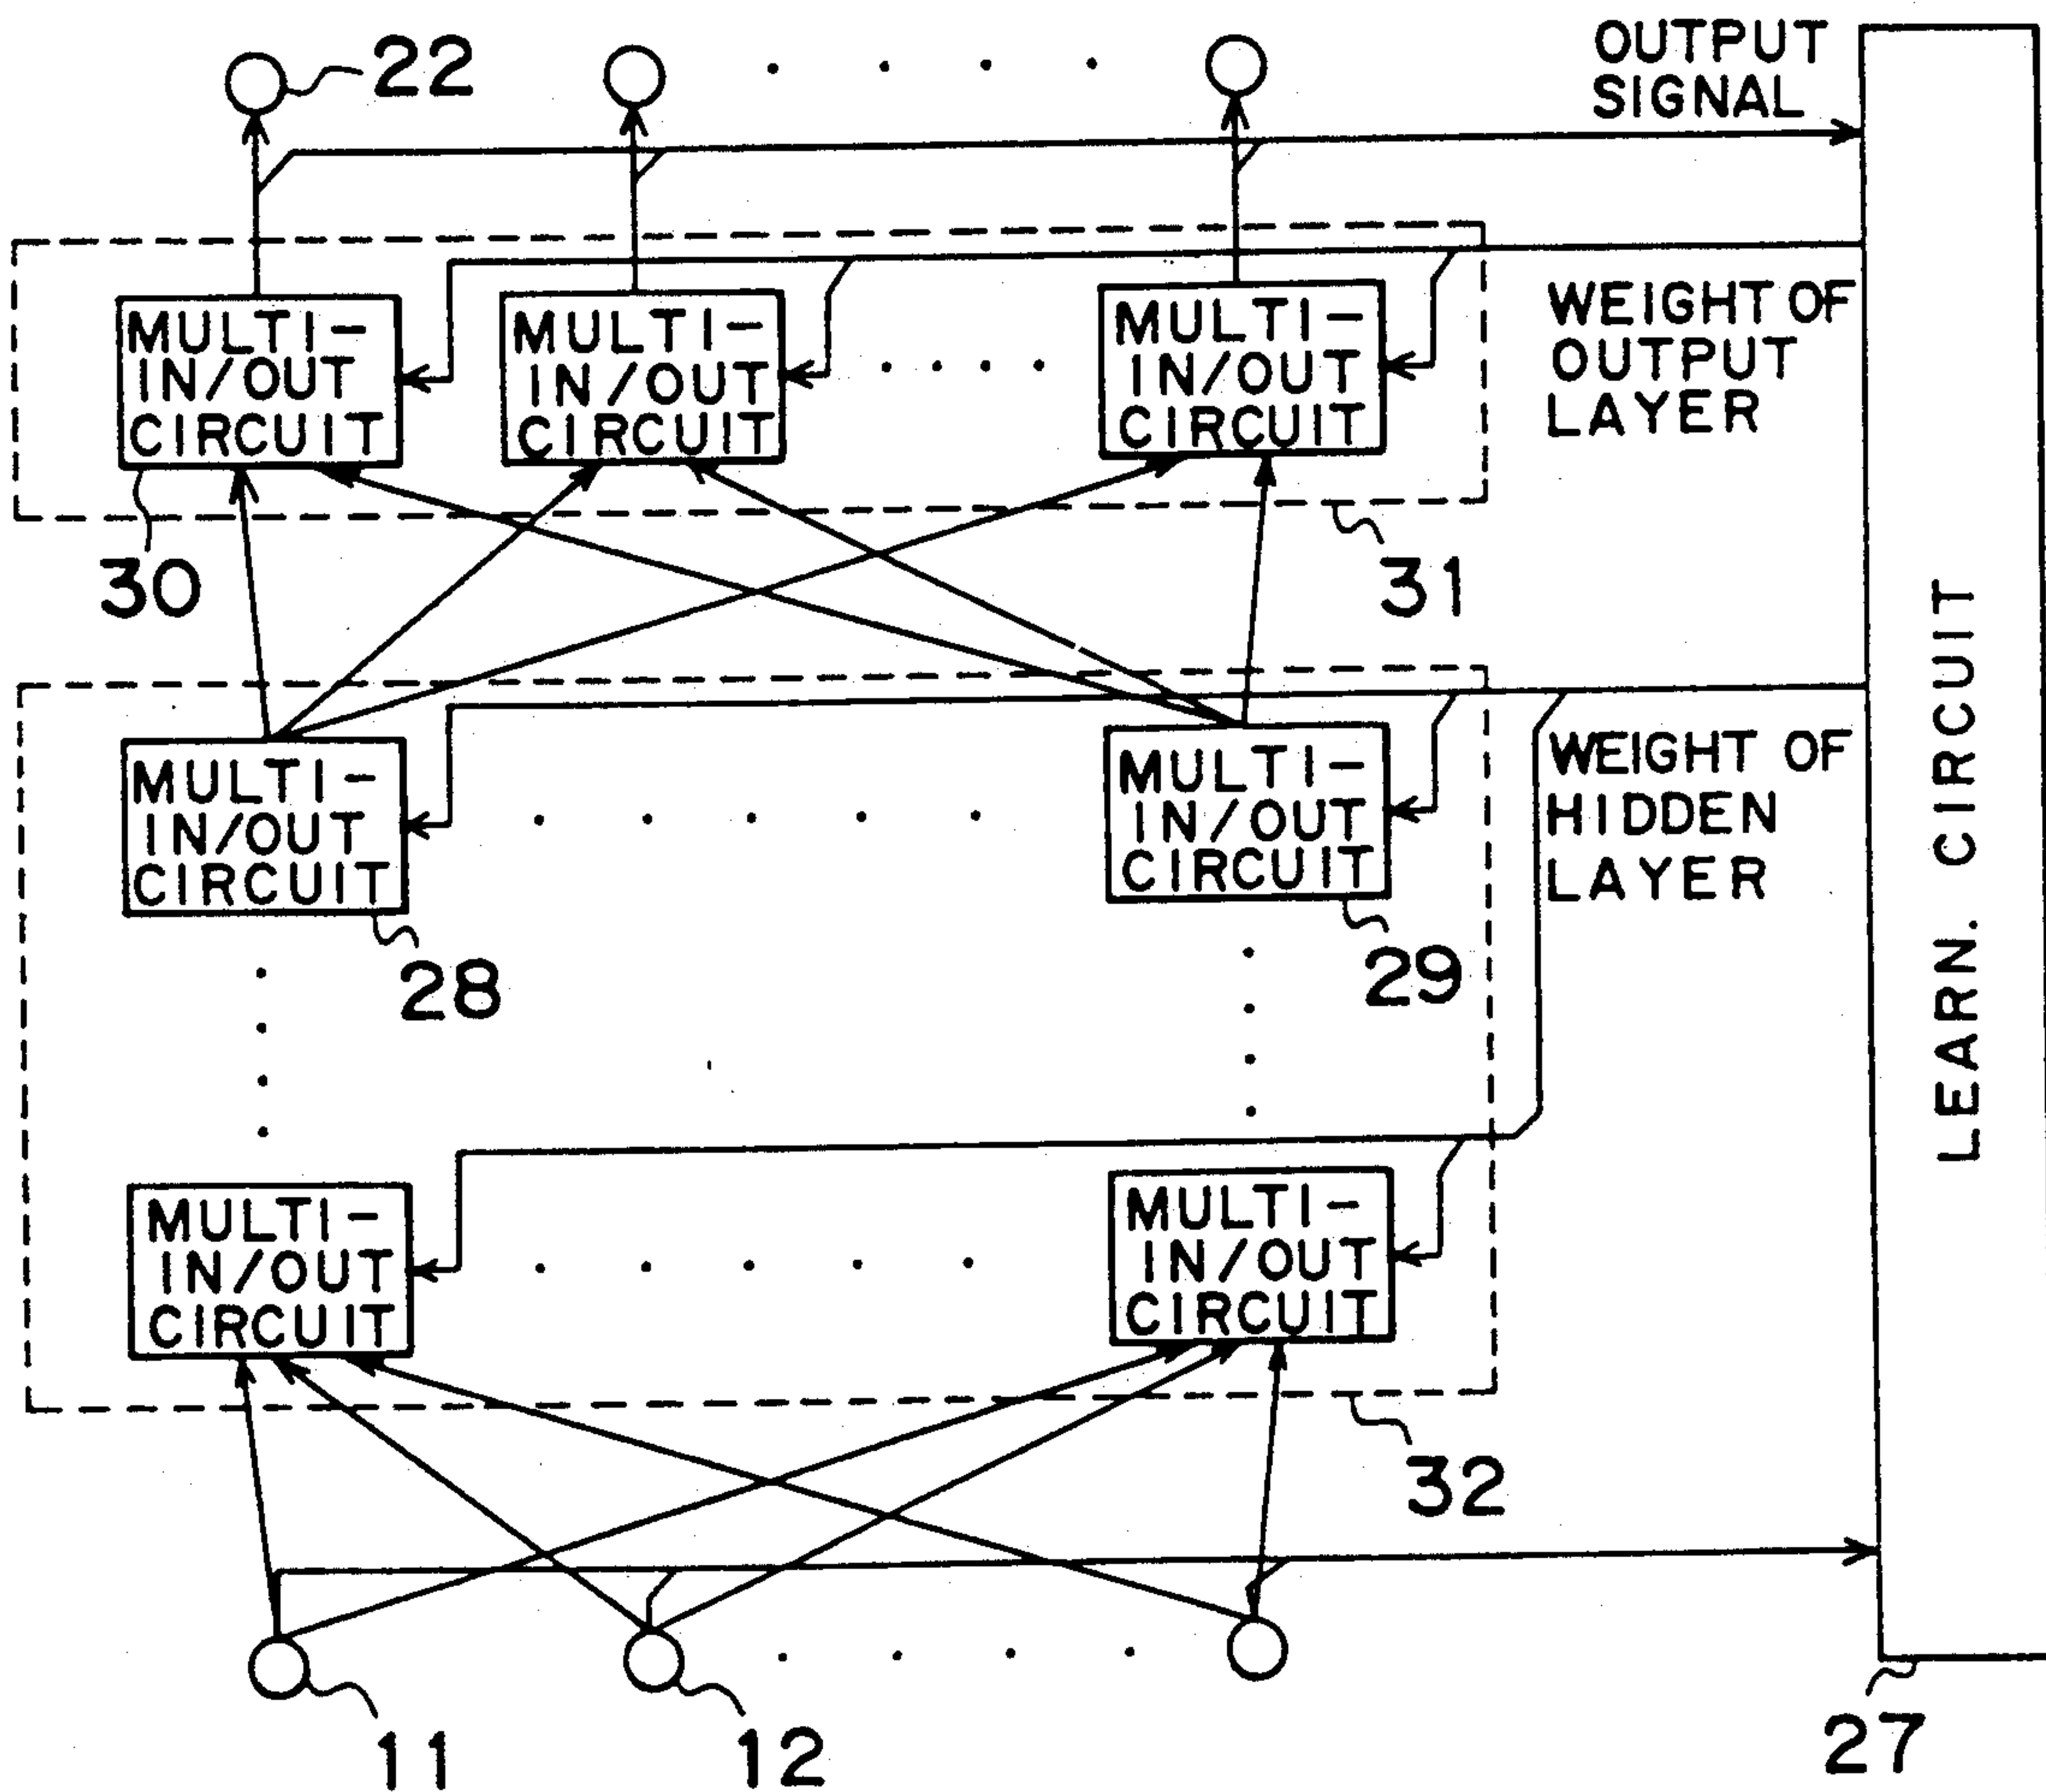 22
OUTPUT
SIGNAL
MULTI-
IN/OUT
CIRCUIT
MULTI-
IN/OUT
CIRCUIT
MULTI-
IN/OUT
CIRCUIT
WEIGHT OF
OUTPUT
LAYER
30
31
MULTI-
IN/OUT
CIRCUIT
MULTI-
IN/OUT
CIRCUIT
WEIGHT OF
HIDDEN
LAYER
28
29
LEARN. CIRCUIT
MULTI-
IN/OUT
CIRCUIT
MULTI-
IN/OUT
CIRCUIT
32
11
12
27